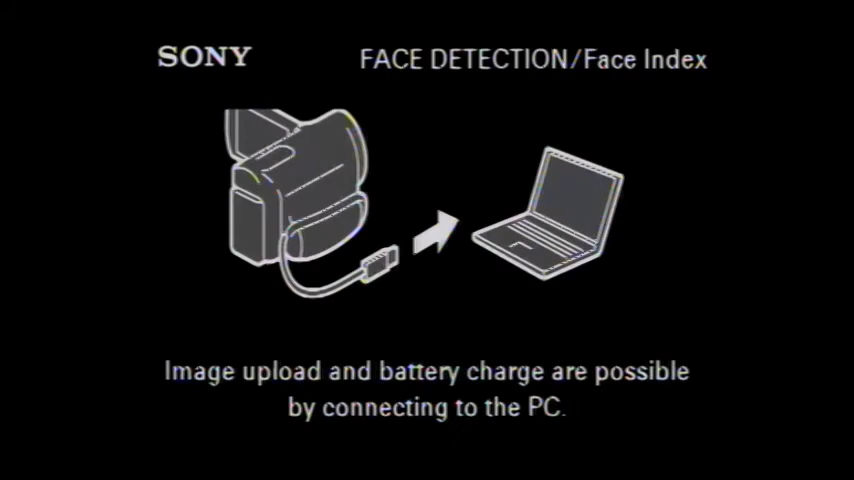 SONY FACE DETECTION/Face Index
Image upload and battery charge are possible
by connecting to the PC.